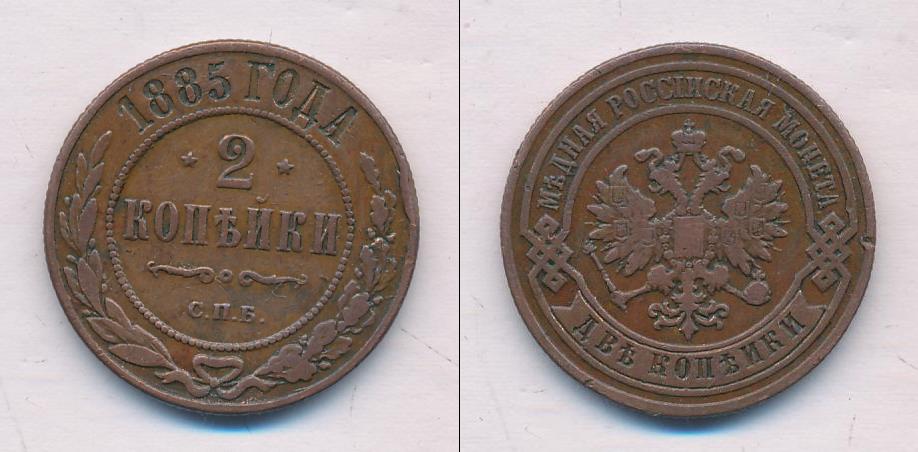 1885 ГОДА
2
КОПѢЙКИ
С.П.Б.
МѢДНАЯ РОССІЙСКАЯ МОНЕТА
ДВѢ КОПѢЙКИ